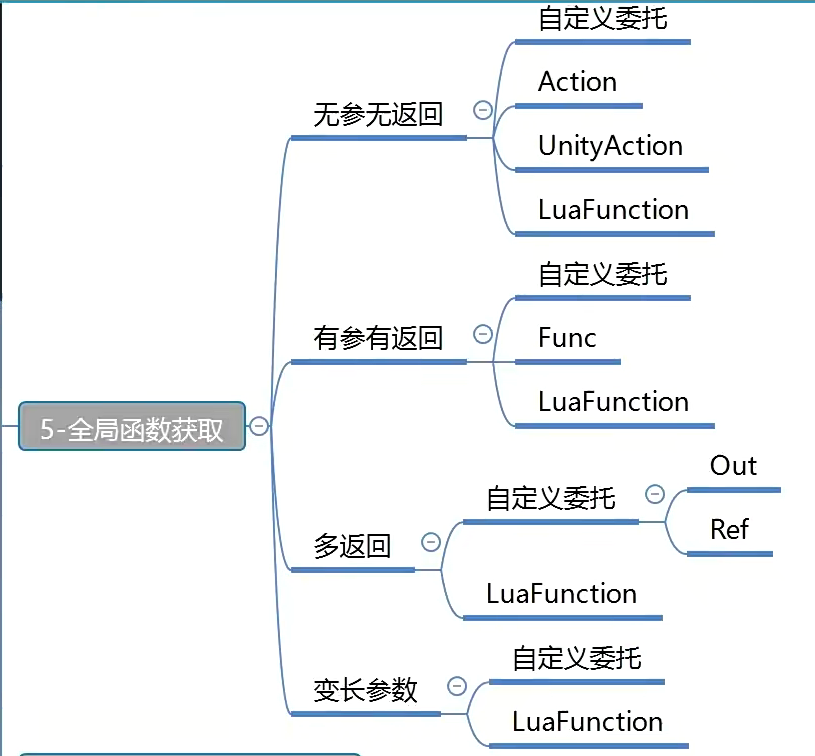 5-全局函数获取
无参无返回
自定义委托
Action
UnityAction
LuaFunction
有参有返回
自定义委托
Func
LuaFunction
多返回
自定义委托
Out
Ref
LuaFunction
变长参数
自定义委托
LuaFunction